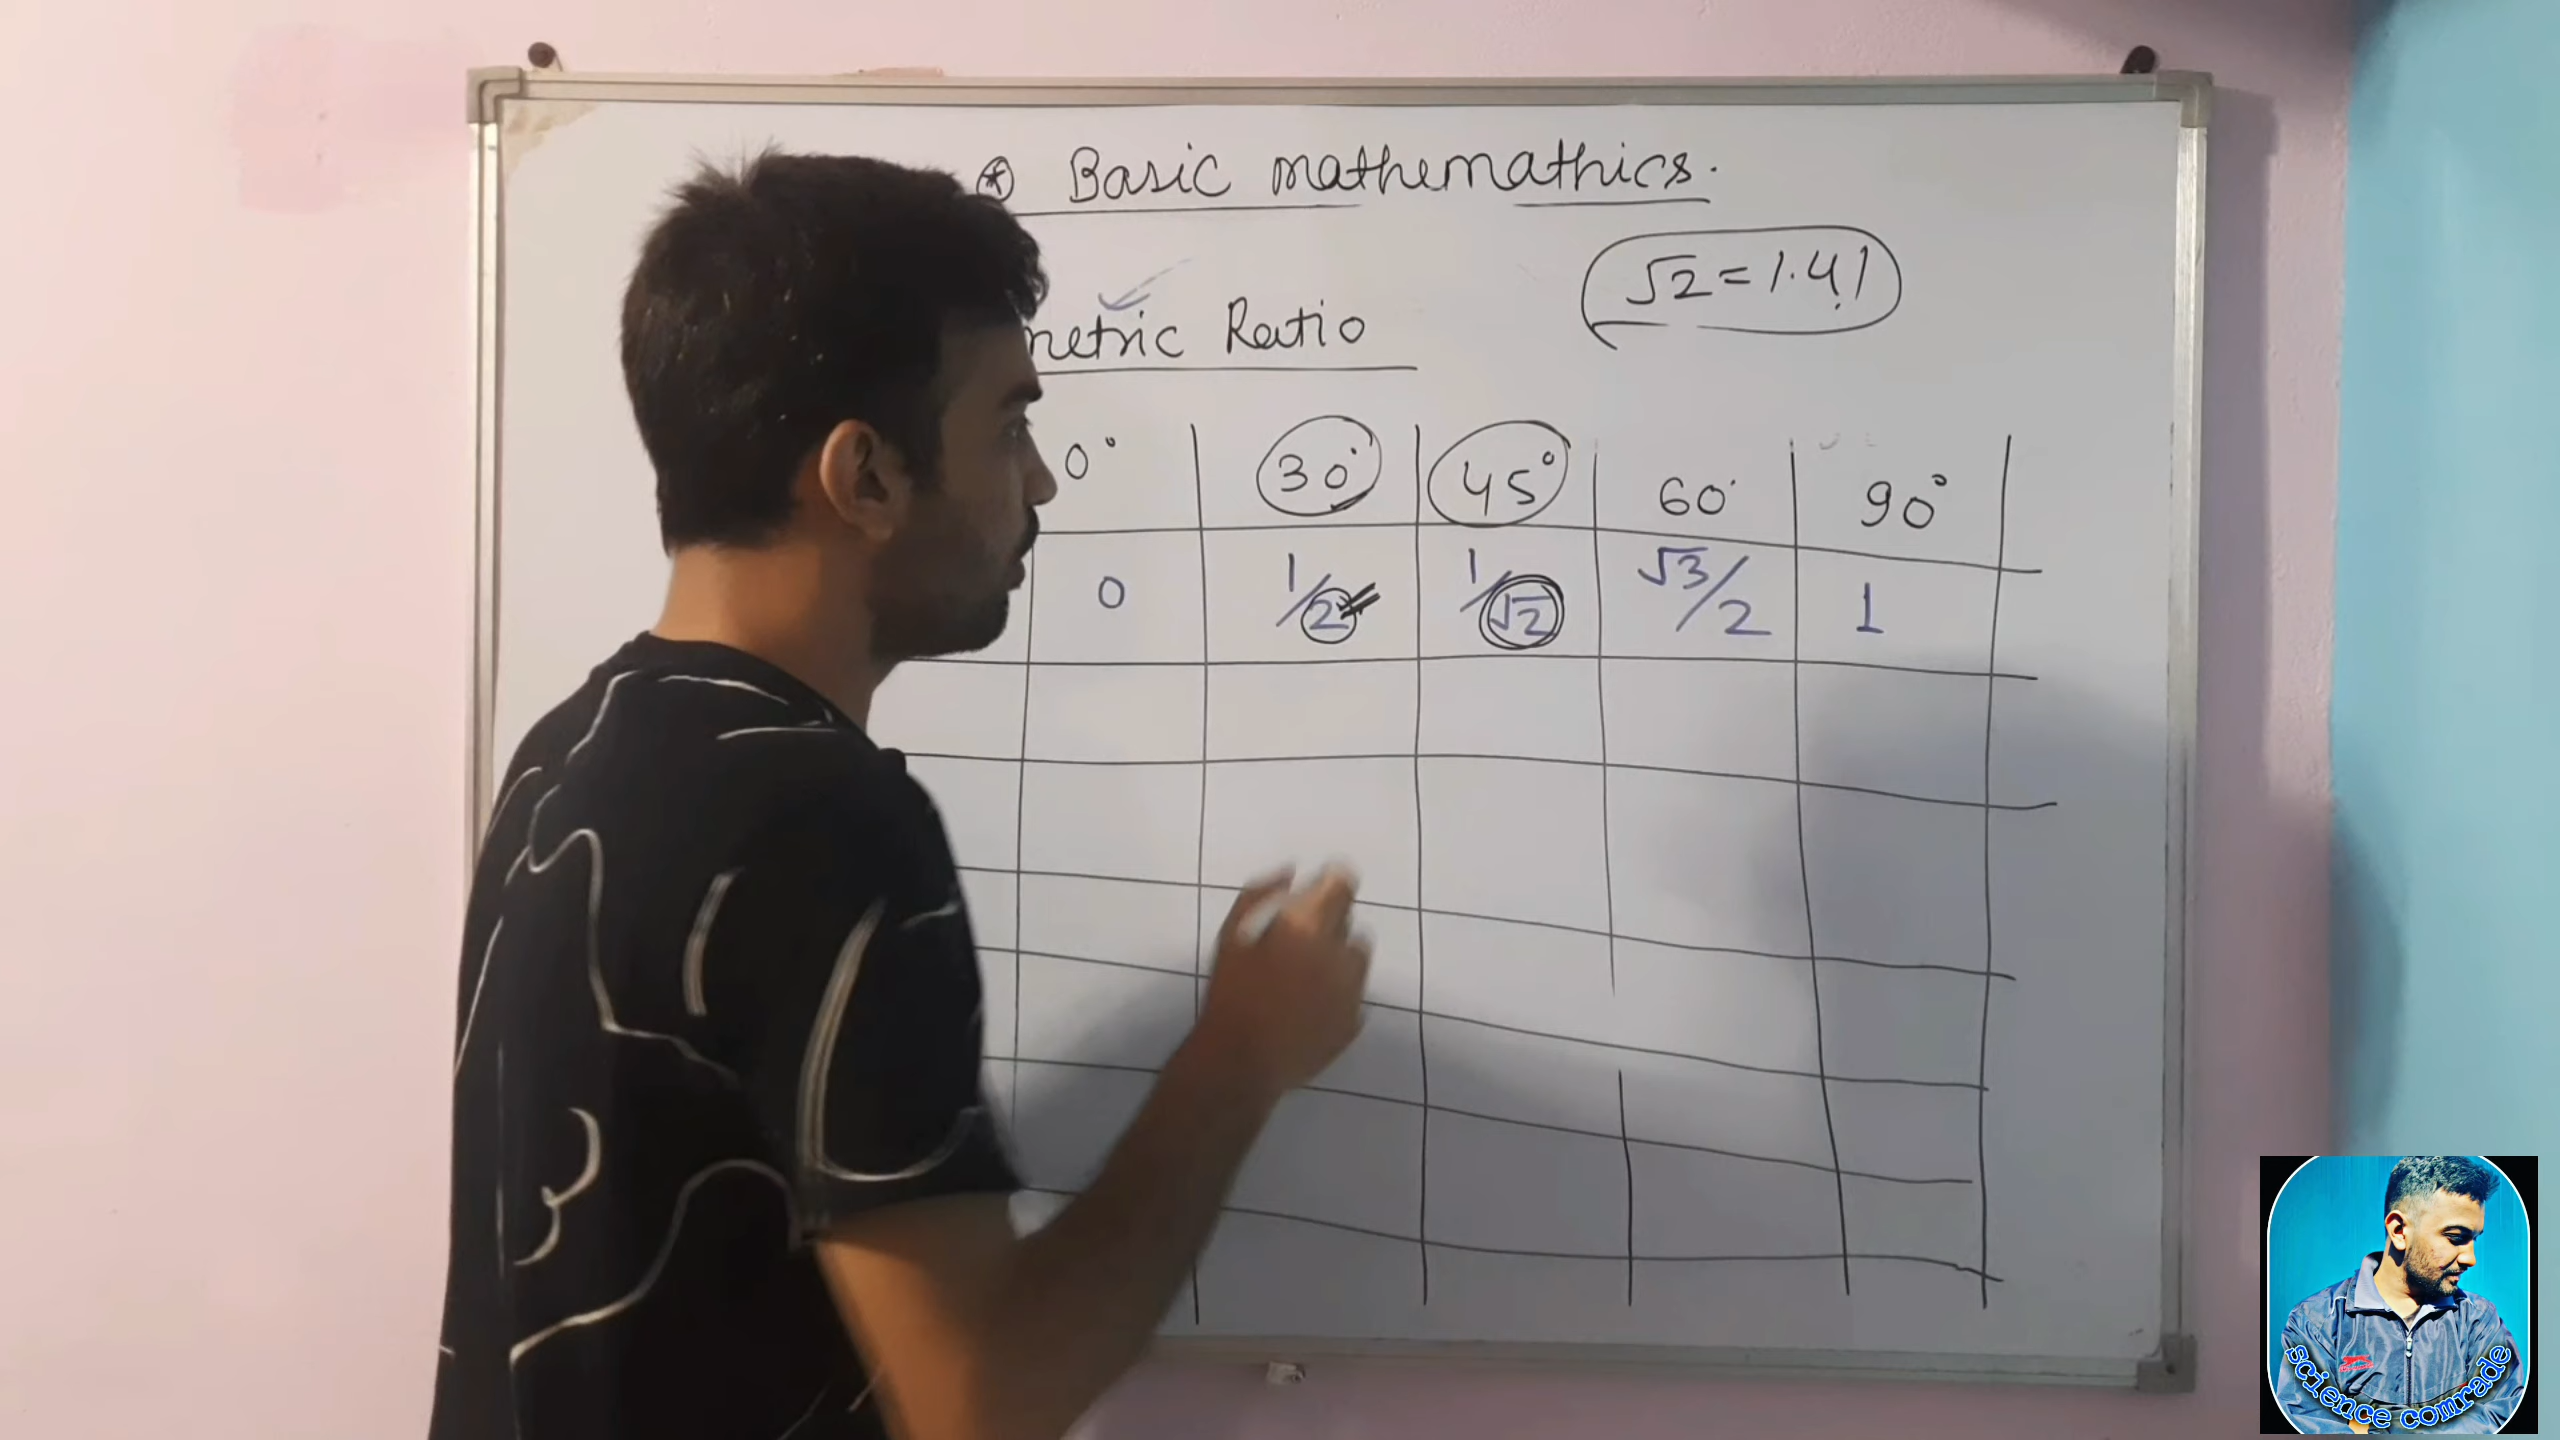 ⊛ Basic mathemathics.
√2 = 1.41
metric Ratio
0° 30° 45° 60° 90°
0 1/2 1/√2 √3/2 1
science comrade